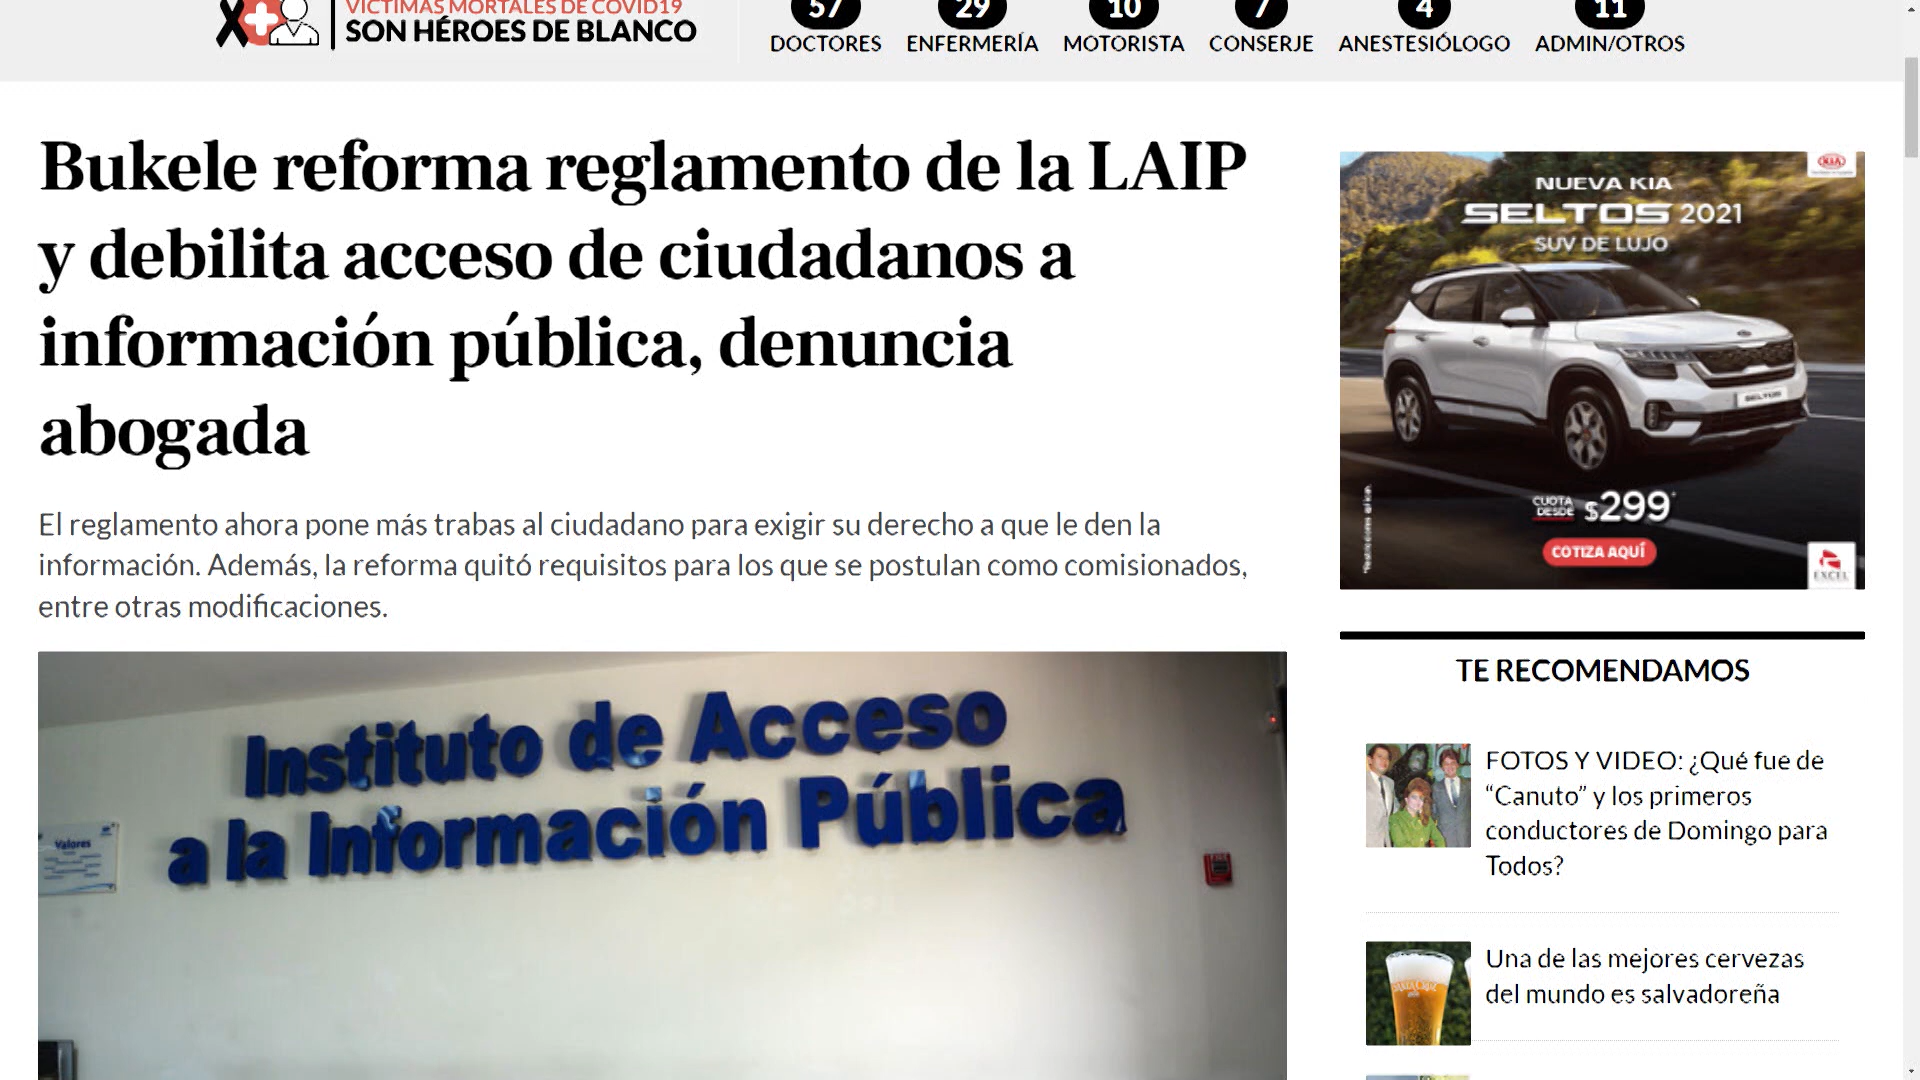 VÍCTIMAS MORTALES DE COVID19
SON HÉROES DE BLANCO
57
DOCTORES
29
ENFERMERÍA
10
MOTORISTA
7
CONSERJE
4
ANESTESIÓLOGO
11
ADMIN/OTROS
Bukele reforma reglamento de la LAIP
y debilita acceso de ciudadanos a
información pública, denuncia
abogada
El reglamento ahora pone más trabas al ciudadano para exigir su derecho a que le den la
información. Además, la reforma quitó requisitos para los que se postulan como comisionados,
entre otras modificaciones.
Instituto de Acceso
a la Información Pública
Valores
KIA
NUEVA KIA
SELTOS 2021
SUV DE LUJO
SELTOS
CUOTA
DESDE
$299*
COTIZA AQUÍ
*Restricciones aplican.
EXCEL
TE RECOMENDAMOS
FOTOS Y VIDEO: ¿Qué fue de
“Canuto” y los primeros
conductores de Domingo para
Todos?
Una de las mejores cervezas
del mundo es salvadoreña